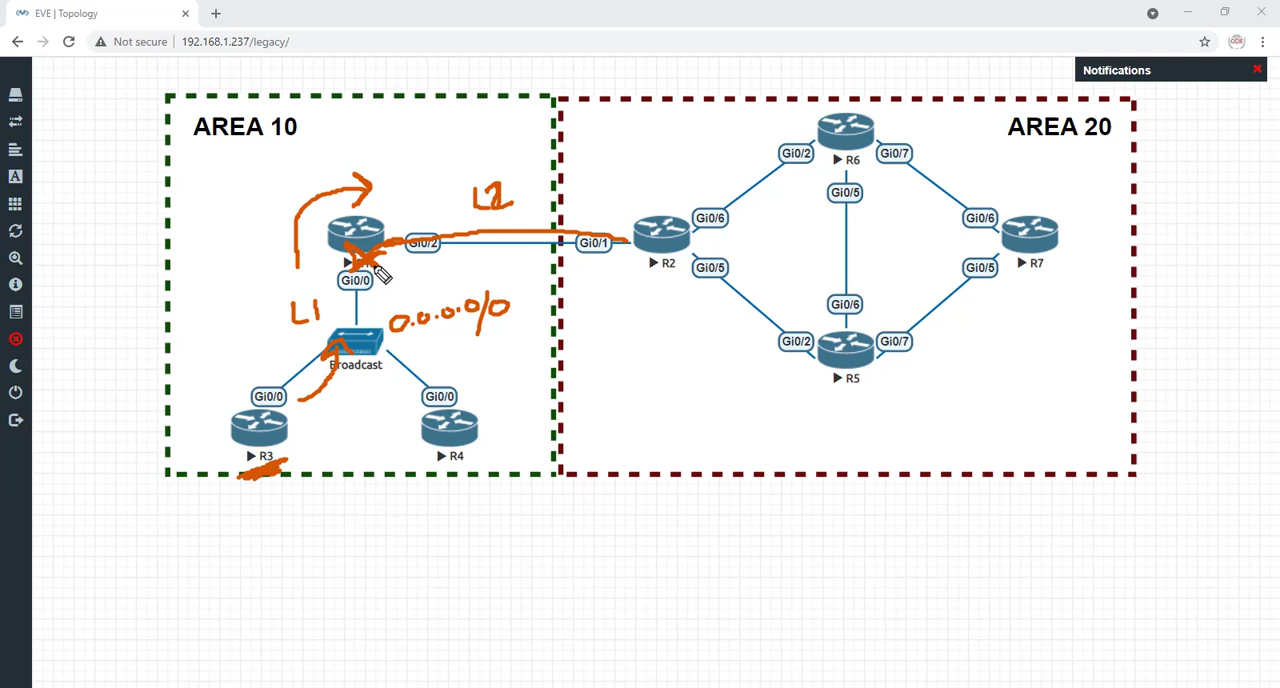 EVE | Topology
Not secure
192.168.1.237/legacy/
Notifications
AREA 10
AREA 20
R6
Gi0/2
Gi0/7
Gi0/5
L2
Gi0/2
Gi0/1
R2
Gi0/6
Gi0/6
R7
Gi0/5
Gi0/5
Gi0/0
L1
0.0.0.0/0
Gi0/6
Broadcast
Gi0/2
Gi0/7
R5
Gi0/0
Gi0/0
R3
R4